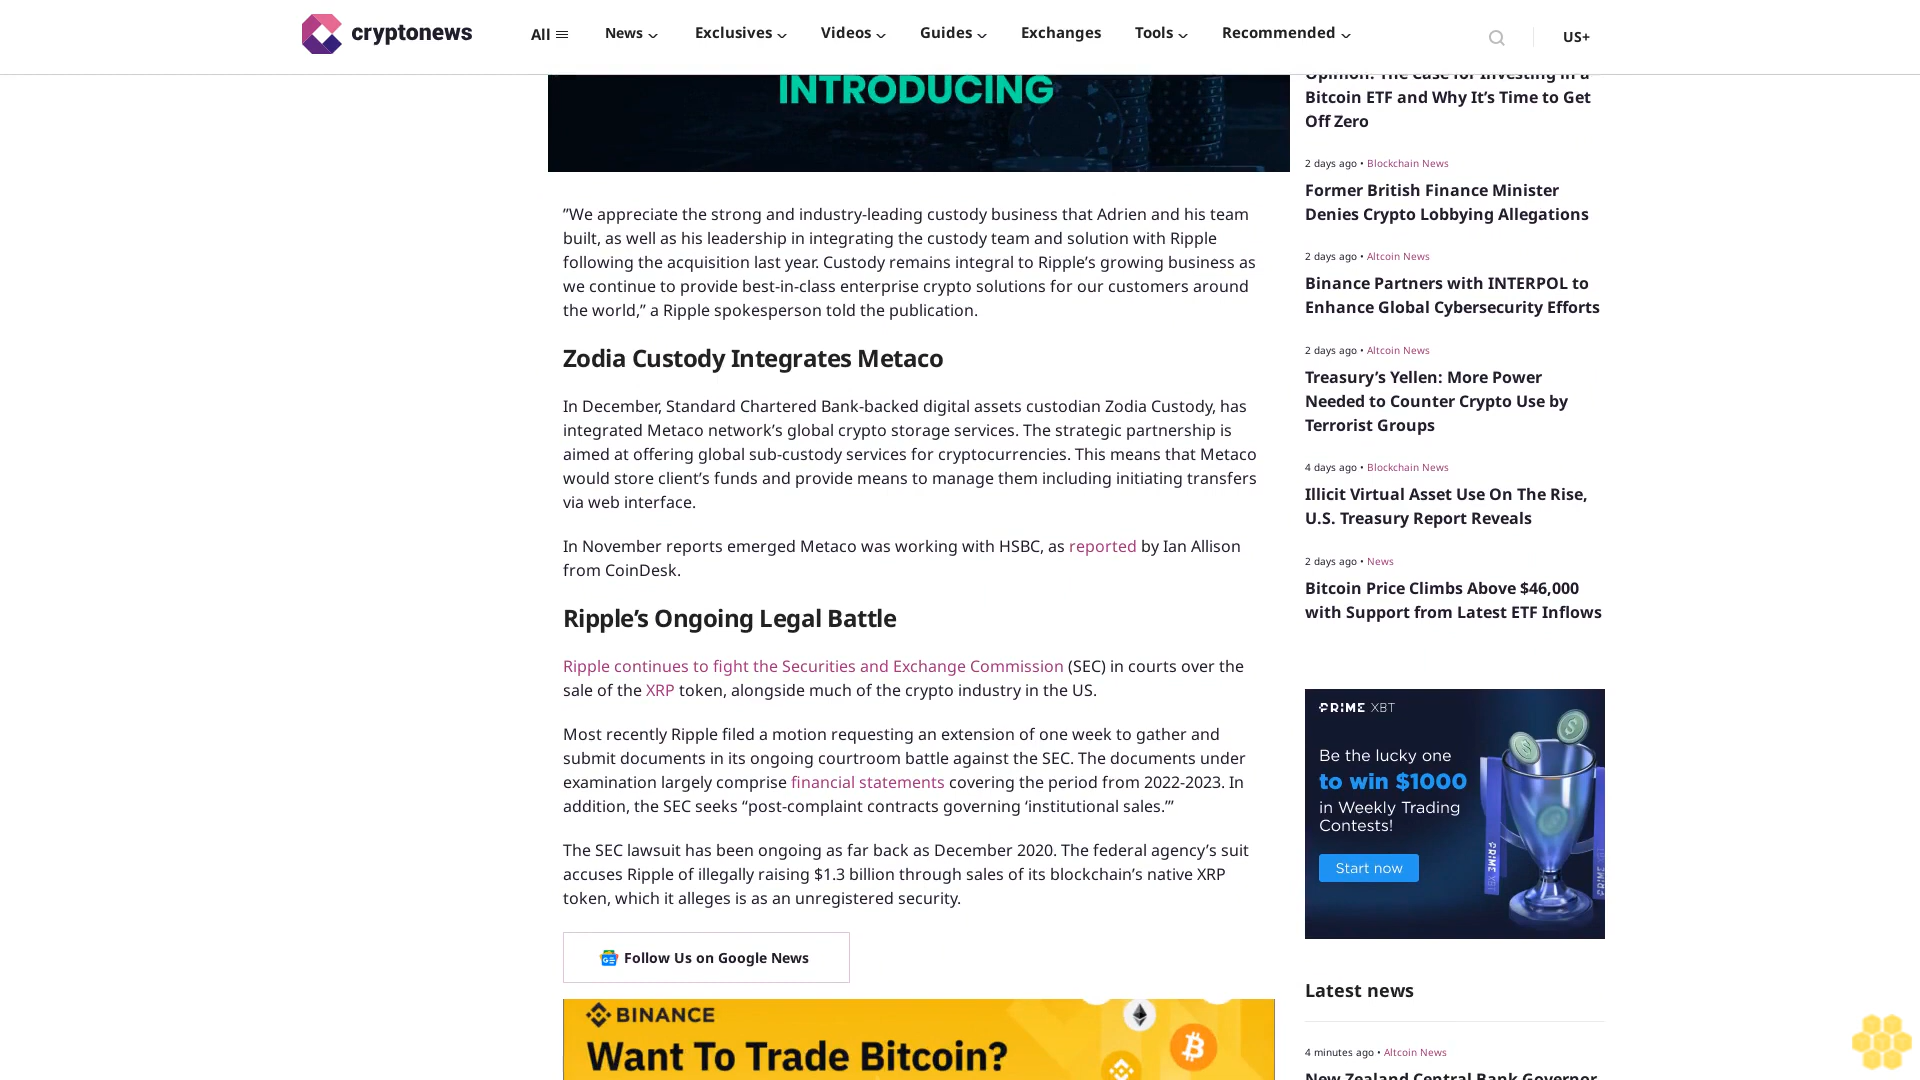 cryptonews
All
News
Exclusives
Videos
Guides
Exchanges
Tools
Recommended
US+
INTRODUCING
”We appreciate the strong and industry-leading custody business that Adrien and his team
built, as well as his leadership in integrating the custody team and solution with Ripple
following the acquisition last year. Custody remains integral to Ripple’s growing business as
we continue to provide best-in-class enterprise crypto solutions for our customers around
the world,” a Ripple spokesperson told the publication.
Zodia Custody Integrates Metaco
In December, Standard Chartered Bank-backed digital assets custodian Zodia Custody, has
integrated Metaco network’s global crypto storage services. The strategic partnership is
aimed at offering global sub-custody services for cryptocurrencies. This means that Metaco
would store client’s funds and provide means to manage them including initiating transfers
via web interface.
In November reports emerged Metaco was working with HSBC, as reported by Ian Allison
from CoinDesk.
Ripple’s Ongoing Legal Battle
Ripple continues to fight the Securities and Exchange Commission (SEC) in courts over the
sale of the XRP token, alongside much of the crypto industry in the US.
Most recently Ripple filed a motion requesting an extension of one week to gather and
submit documents in its ongoing courtroom battle against the SEC. The documents under
examination largely comprise financial statements covering the period from 2022-2023. In
addition, the SEC seeks “post-complaint contracts governing ‘institutional sales.’”
The SEC lawsuit has been ongoing as far back as December 2020. The federal agency’s suit
accuses Ripple of illegally raising $1.3 billion through sales of its blockchain’s native XRP
token, which it alleges is as an unregistered security.
Follow Us on Google News
BINANCE
Want To Trade Bitcoin?
Opinion: The Case for Investing in a
Bitcoin ETF and Why It’s Time to Get
Off Zero
2 days ago • Blockchain News
Former British Finance Minister
Denies Crypto Lobbying Allegations
2 days ago • Altcoin News
Binance Partners with INTERPOL to
Enhance Global Cybersecurity Efforts
2 days ago • Altcoin News
Treasury’s Yellen: More Power
Needed to Counter Crypto Use by
Terrorist Groups
4 days ago • Blockchain News
Illicit Virtual Asset Use On The Rise,
U.S. Treasury Report Reveals
2 days ago • News
Bitcoin Price Climbs Above $46,000
with Support from Latest ETF Inflows
PRIME XBT
Be the lucky one
to win $1000
in Weekly Trading
Contests!
Start now
PRIME
Latest news
4 minutes ago • Altcoin News
New Zealand Central Bank Governor